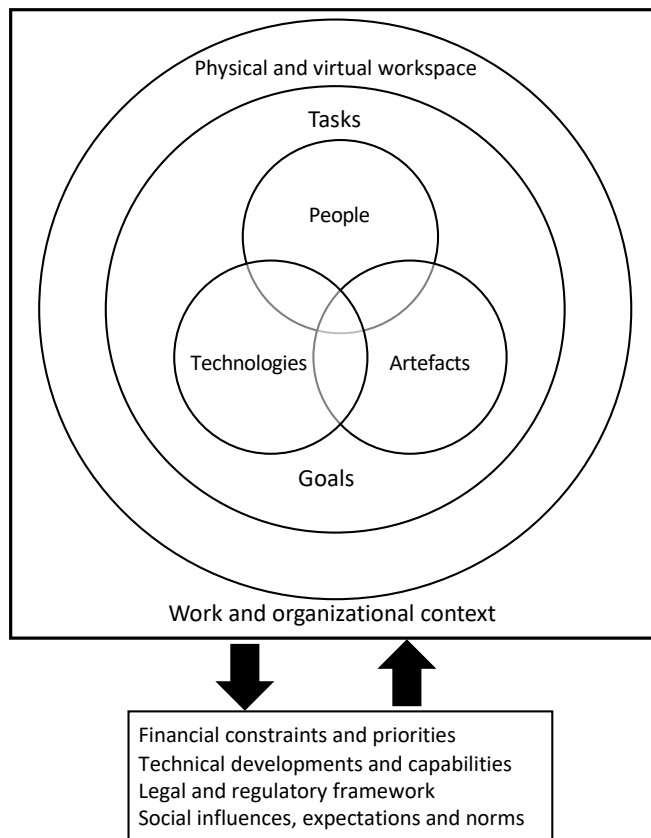 Physical and virtual workspace
Tasks
People
Technologies
Artefacts
Goals
Work and organizational context
Financial constraints and priorities
Technical developments and capabilities
Legal and regulatory framework
Social influences, expectations and norms